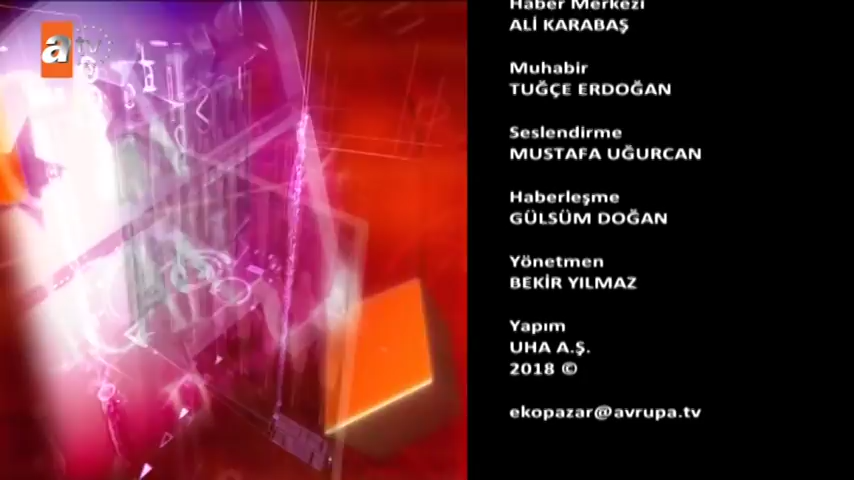 atv
Haber Merkezi
ALİ KARABAŞ
Muhabir
TUĞÇE ERDOĞAN
Seslendirme
MUSTAFA UĞURCAN
Haberleşme
GÜLSÜM DOĞAN
Yönetmen
BEKİR YILMAZ
Yapım
UHA A.Ş.
2018 ©
ekopazar@avrupa.tv